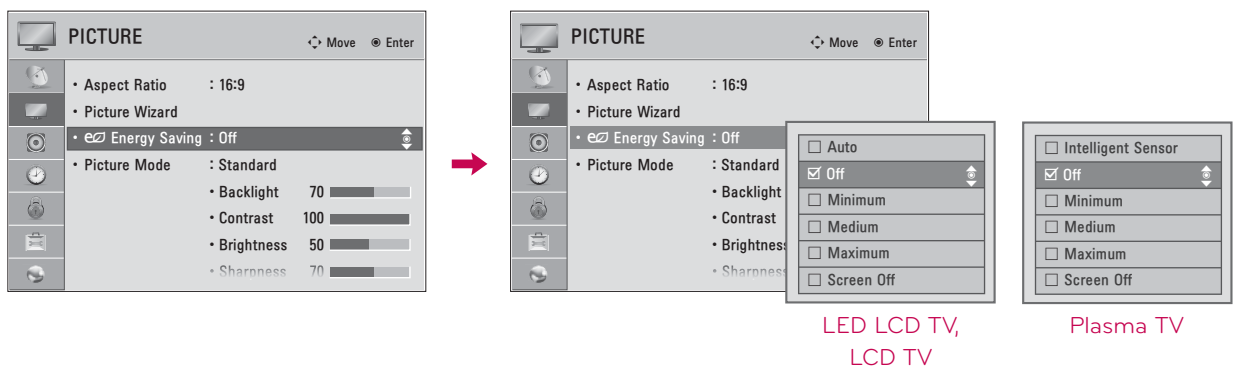 PICTURE
Move Enter
• Aspect Ratio : 16:9
• Picture Wizard
• Energy Saving : Off
• Picture Mode : Standard
• Backlight 70
• Contrast 100
• Brightness 50
• Sharpness 70
PICTURE
Move Enter
• Aspect Ratio : 16:9
• Picture Wizard
• Energy Saving : Off
• Picture Mode : Standard
• Backlight
• Contrast
• Brightness
• Sharpness
Auto
Off
Minimum
Medium
Maximum
Screen Off
LED LCD TV,
LCD TV
Intelligent Sensor
Off
Minimum
Medium
Maximum
Screen Off
Plasma TV